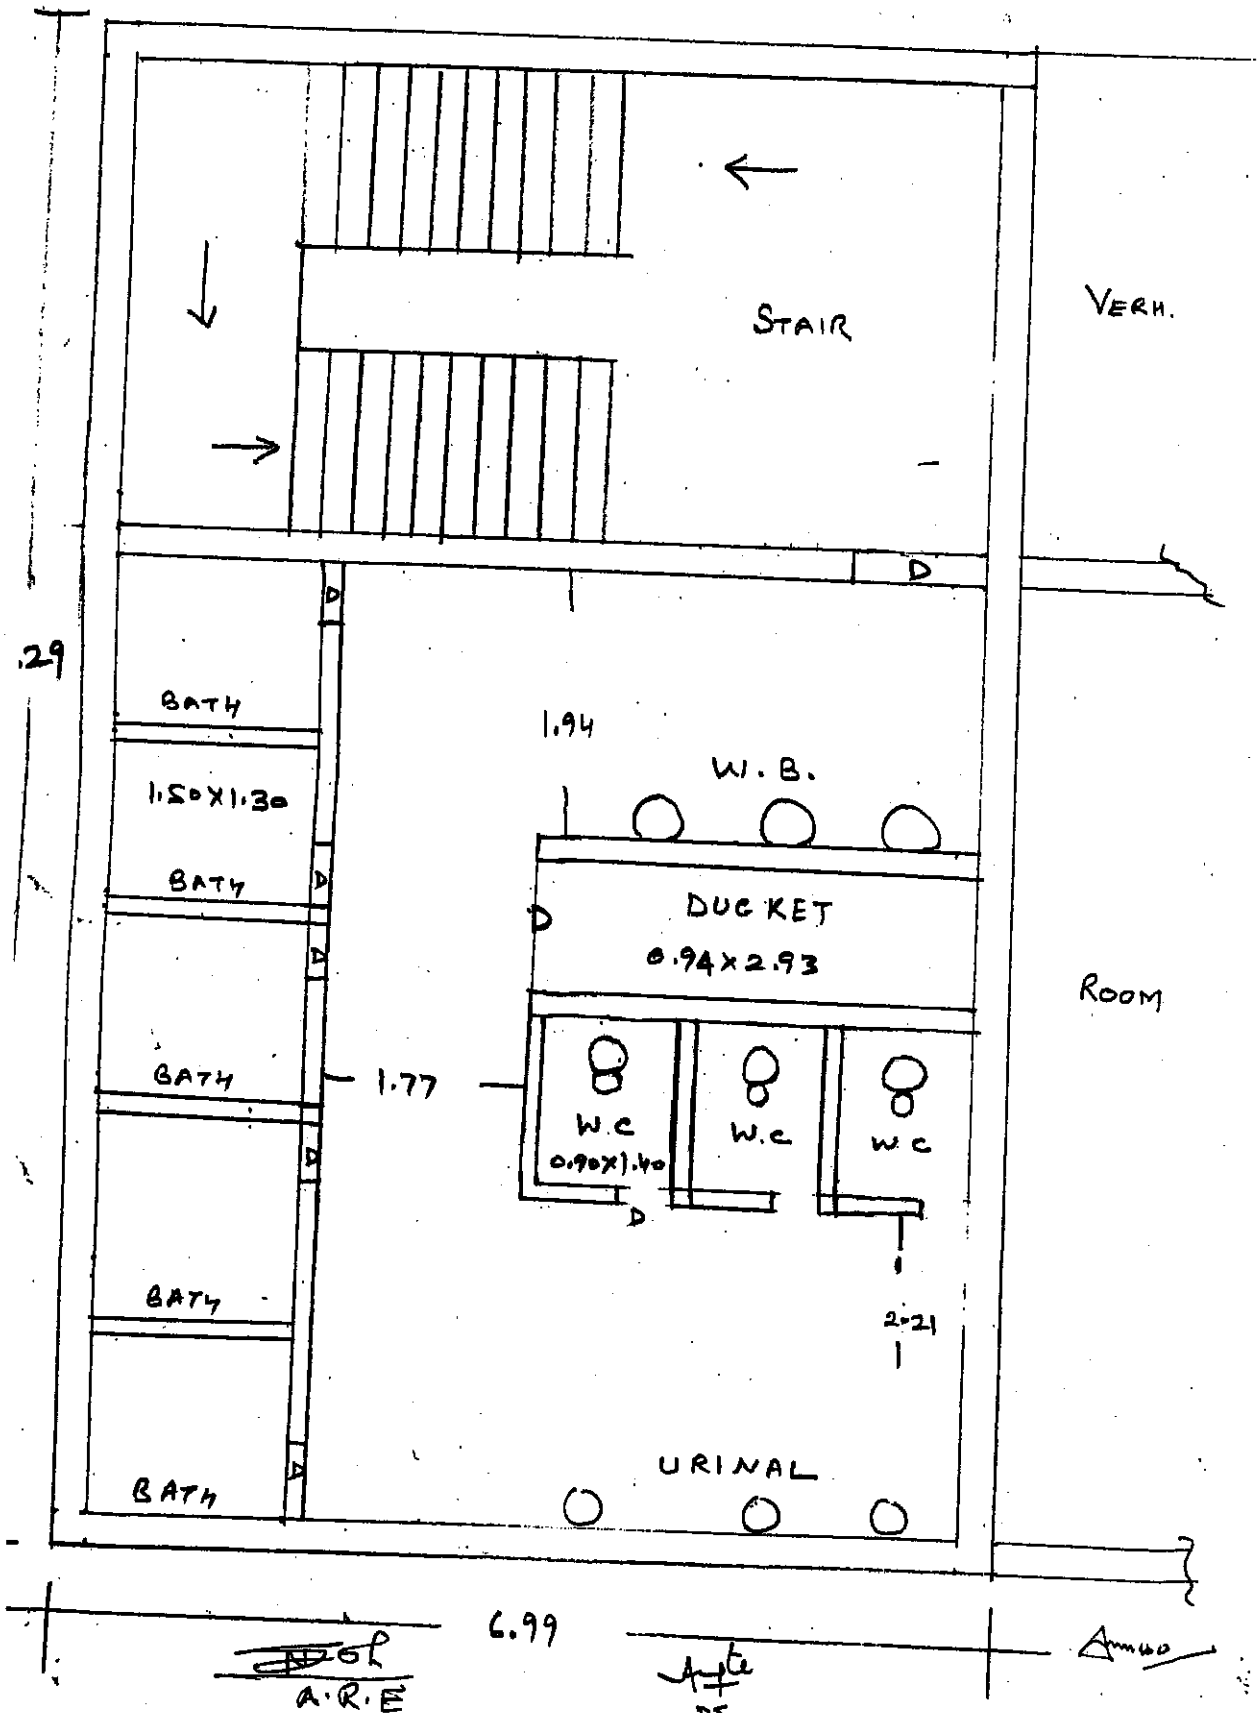 STAIR
VERH.
D
D
.29
BATH
1.94
W.B.
1.50X1.30
BATH
D
DUCKET
D
0.94X2.93
D
ROOM
BATH
1.77
W.C
W.C
W.C
0.90X1.40
D
D
BATH
2.21
URINAL
D
BATH
6.99
A.R.E